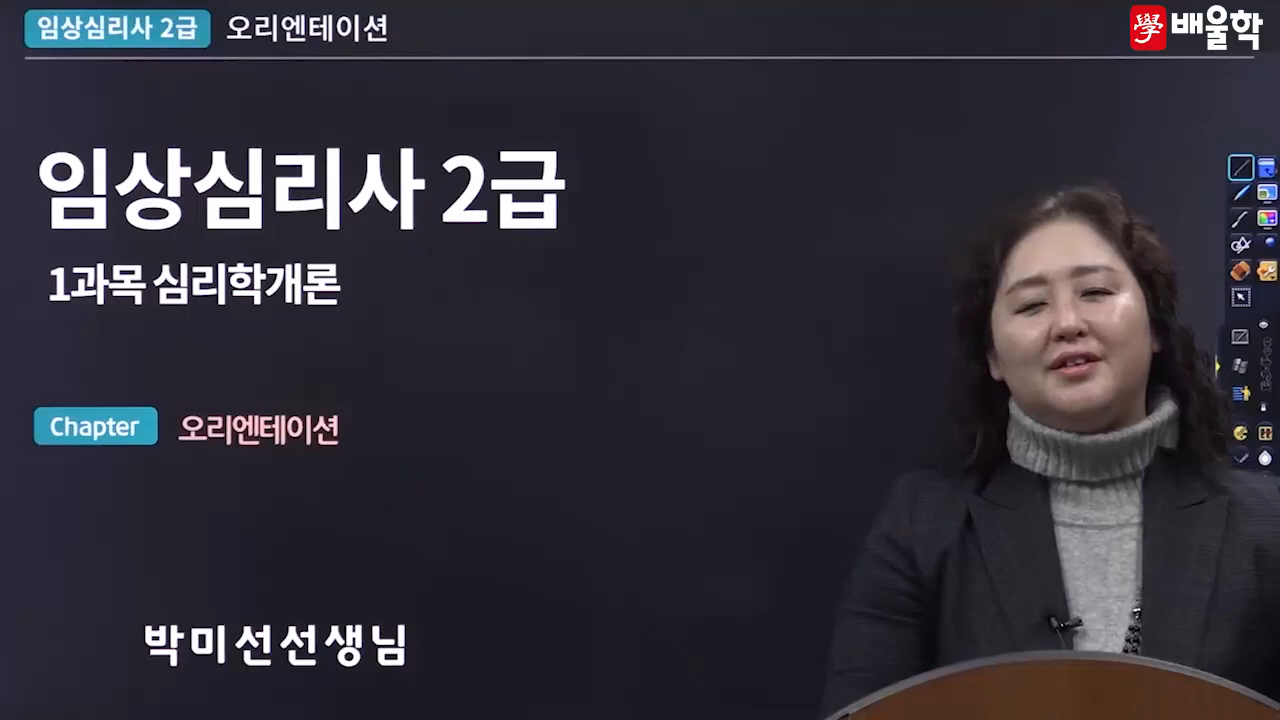 임상심리사 2급 오리엔테이션
學 배울학
임상심리사 2급
1과목 심리학개론
Chapter 오리엔테이션
박미선선생님